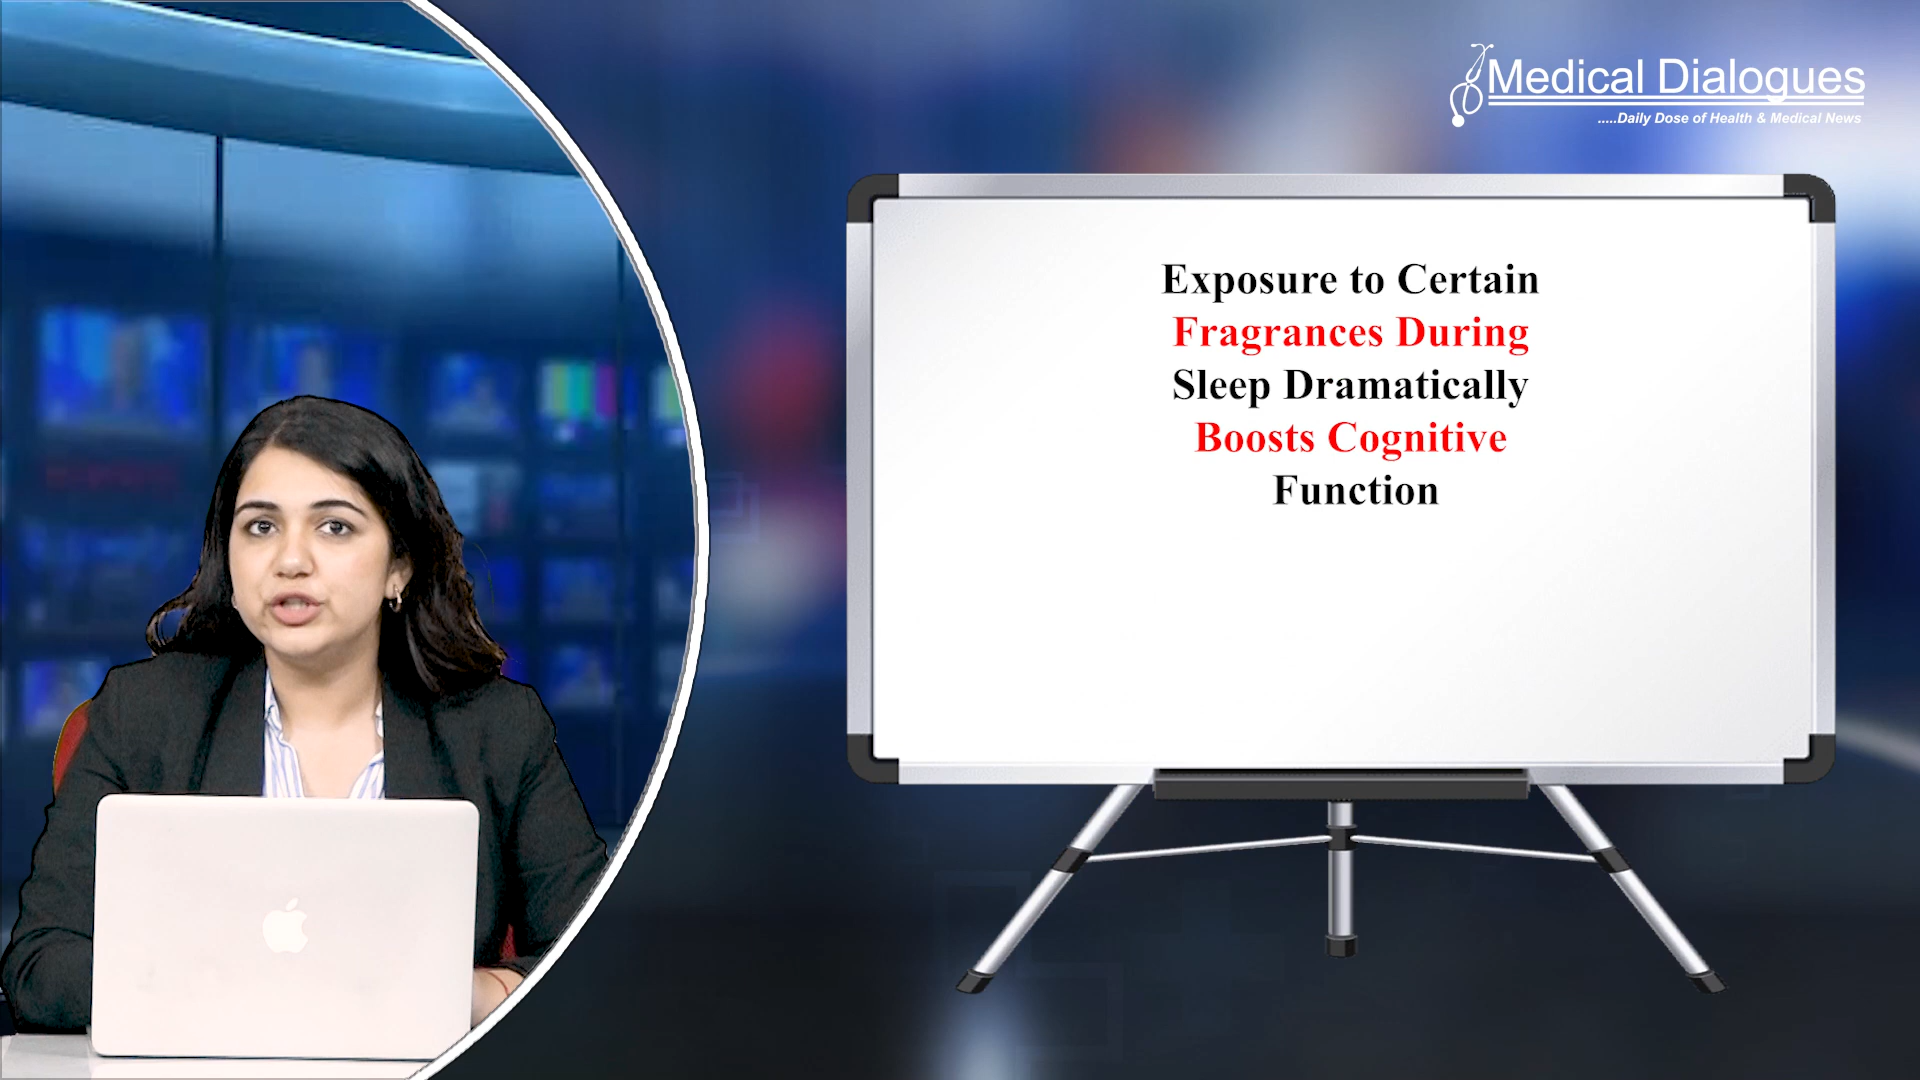 Medical Dialogues
.....Daily Dose of Health & Medical News
Exposure to Certain
Fragrances During
Sleep Dramatically
Boosts Cognitive
Function